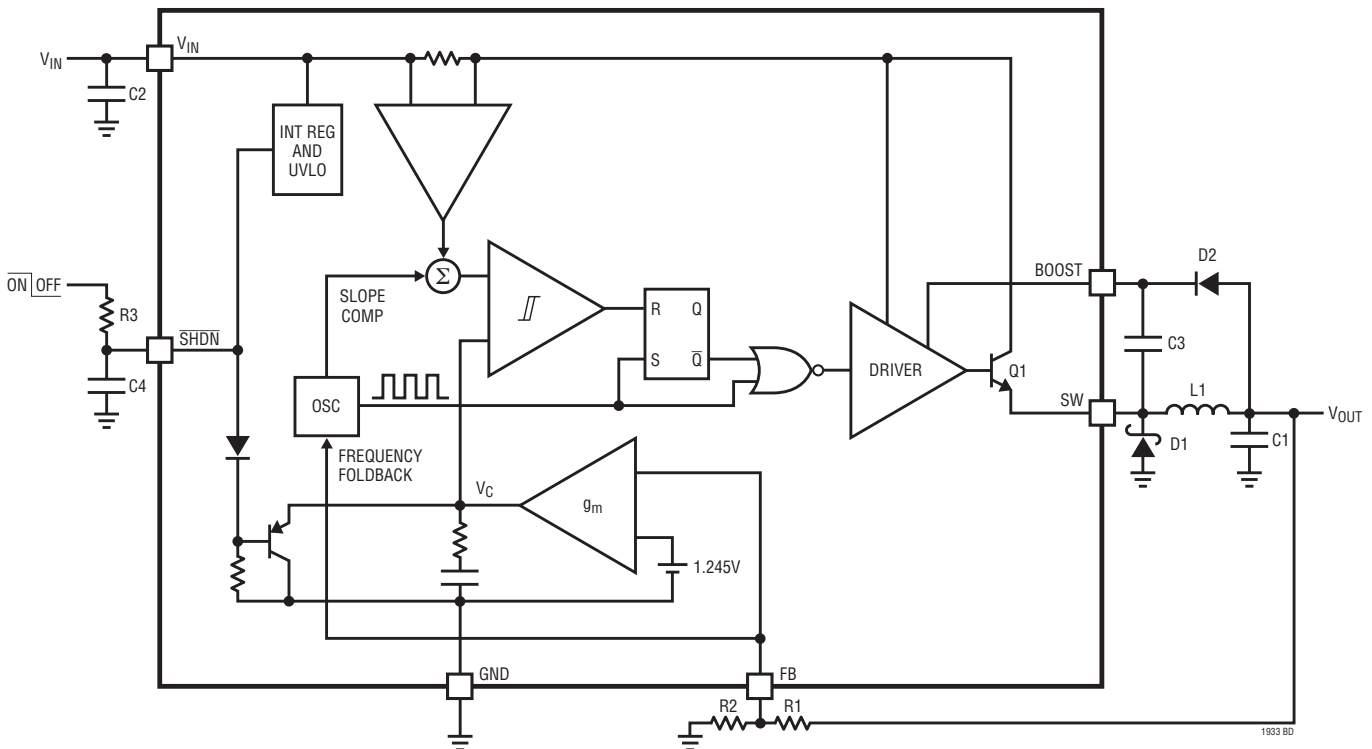 V_IN
V_IN
C2
INT REG
AND
UVLO
Σ
ON OFF
R3
SHDN
C4
SLOPE
COMP
OSC
R Q
S Q
DRIVER
Q1
BOOST
D2
C3
SW
L1
D1
C1
V_OUT
FREQUENCY
FOLDBACK
V_C
g_m
1.245V
GND
FB
R2
R1
1933 BD